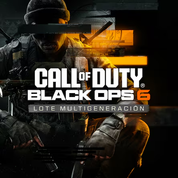 CALL OF DUTY®
BLACK OPS 6
LOTE MULTIGENERACIÓN